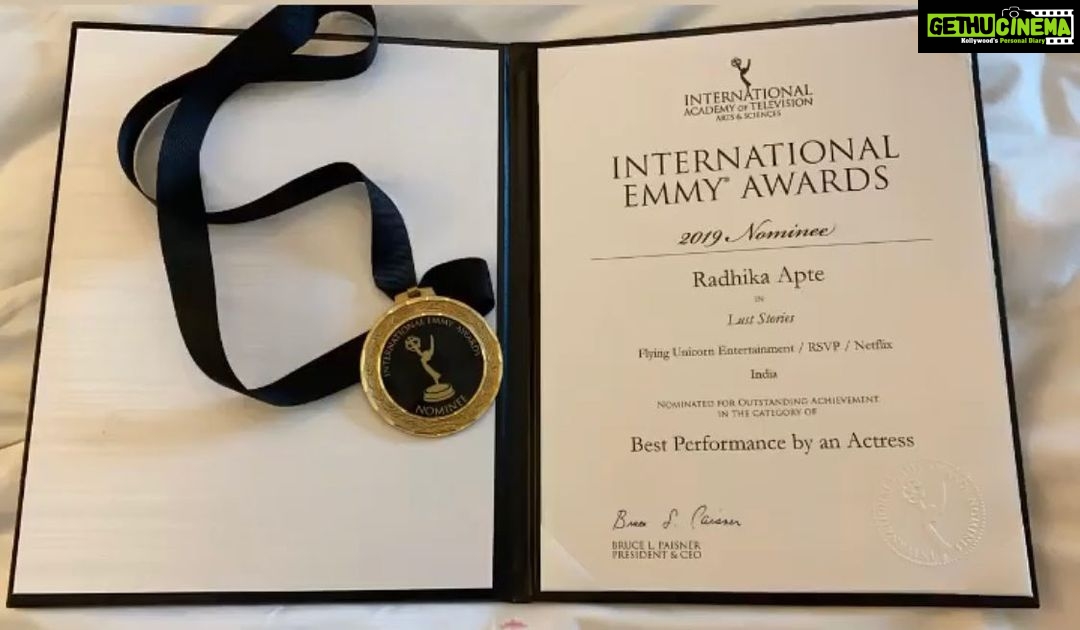 GETHUCINEMA
Kollywood's Personal Diary
INTERNATIONAL
ACADEMY OF TELEVISION
ARTS & SCIENCES
INTERNATIONAL
EMMY® AWARDS
2019 Nominee
Radhika Apte
IN
Lust Stories
Flying Unicorn Entertainment / RSVP / Netflix
India
NOMINATED FOR OUTSTANDING ACHIEVEMENT
IN THE CATEGORY OF
Best Performance by an Actress
Bruce L. Paisner
BRUCE L. PAISNER
PRESIDENT & CEO
INTERNATIONAL EMMY AWARDS
NOMINEE